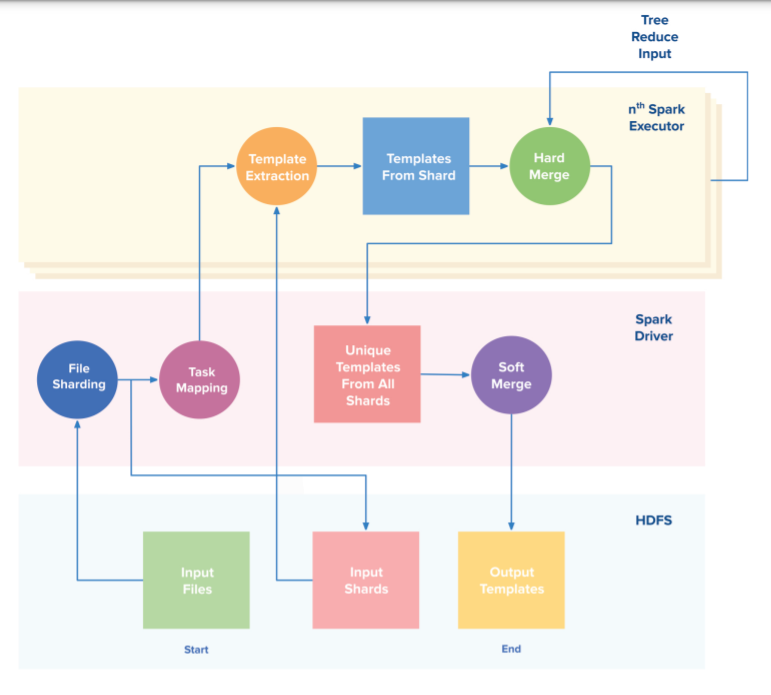 Tree
Reduce
Input
nth Spark
Executor
Template
Extraction
Templates
From Shard
Hard
Merge
Spark
Driver
File
Sharding
Task
Mapping
Unique
Templates
From All
Shards
Soft
Merge
HDFS
Input
Files
Input
Shards
Output
Templates
Start
End